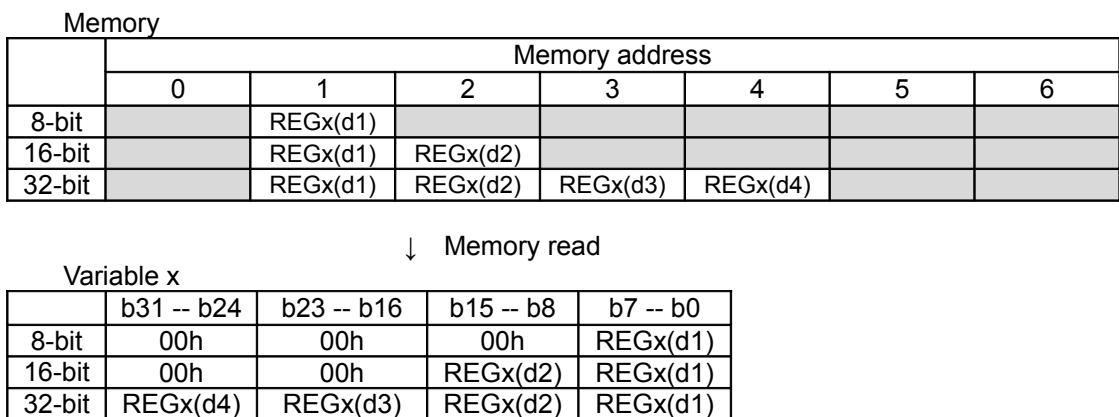 Memory
Memory address
0 1 2 3 4 5 6
8-bit REGx(d1)
16-bit REGx(d1) REGx(d2)
32-bit REGx(d1) REGx(d2) REGx(d3) REGx(d4)
↓ Memory read
Variable x
b31 -- b24 b23 -- b16 b15 -- b8 b7 -- b0
8-bit 00h 00h 00h REGx(d1)
16-bit 00h 00h REGx(d2) REGx(d1)
32-bit REGx(d4) REGx(d3) REGx(d2) REGx(d1)